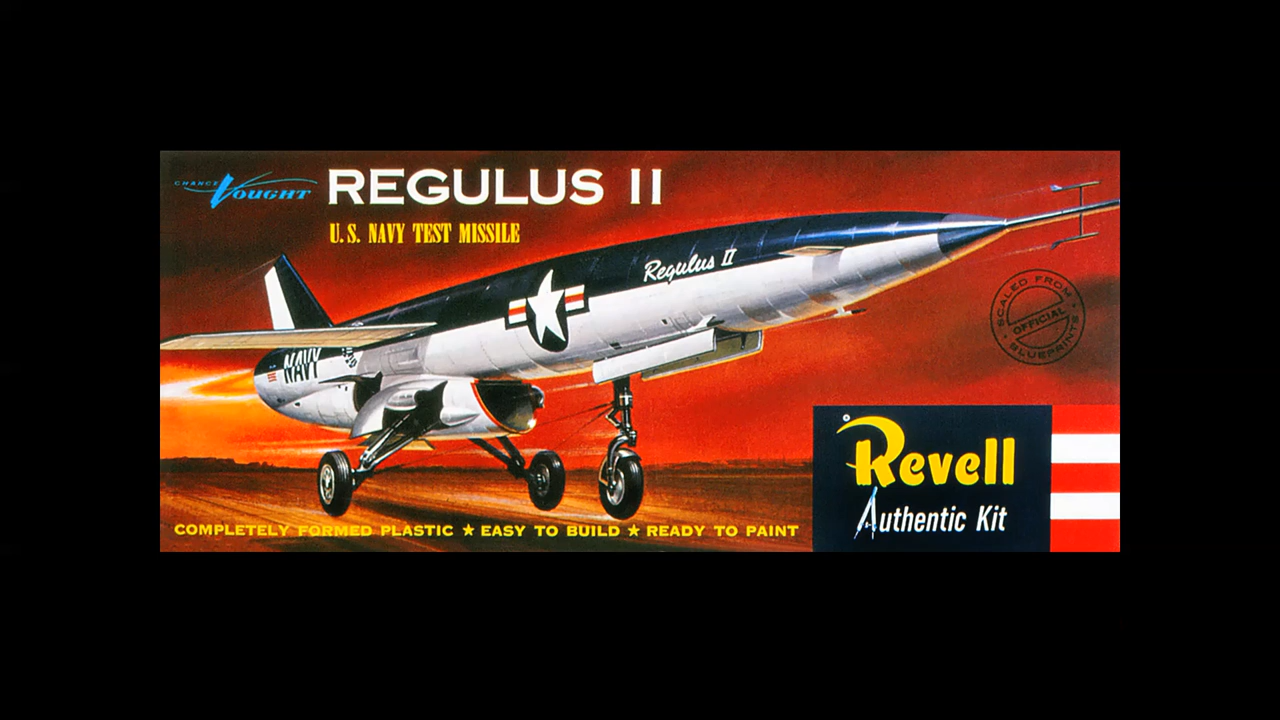 CHANCE VOUGHT REGULUS II
U.S. NAVY TEST MISSILE
Regulus II
NAVY
SCALED FROM
OFFICIAL
BLUEPRINTS
Revell
Authentic Kit
COMPLETELY FORMED PLASTIC ★ EASY TO BUILD ★ READY TO PAINT